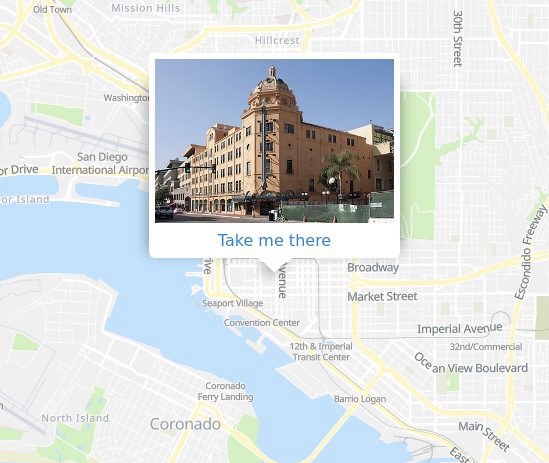 Old Town
Mission Hills
30th Street
Hillcrest
Washington
San Diego
International Airport
or Drive
or Island
Take me there
Escondido Freeway
Drive
Avenue
Broadway
Market Street
Seaport Village
Convention Center
Imperial Avenue
12th & Imperial
Transit Center
32nd/Commercial
Ocean View Boulevard
Coronado
Ferry Landing
Barrio Logan
North Island
Coronado
Main Street
East